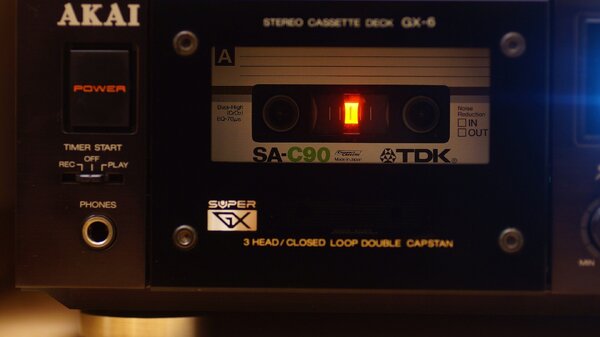 AKAI
STEREO CASSETTE DECK GX-6
POWER
TIMER START
OFF
REC PLAY
PHONES
A
Dual-High
(CrO₂)
EQ-70μs
Noise
Reduction
IN
OUT
SA-C90
Made in Japan
TDK
SUPER
GX
3 HEAD/CLOSED LOOP DOUBLE CAPSTAN
MIN